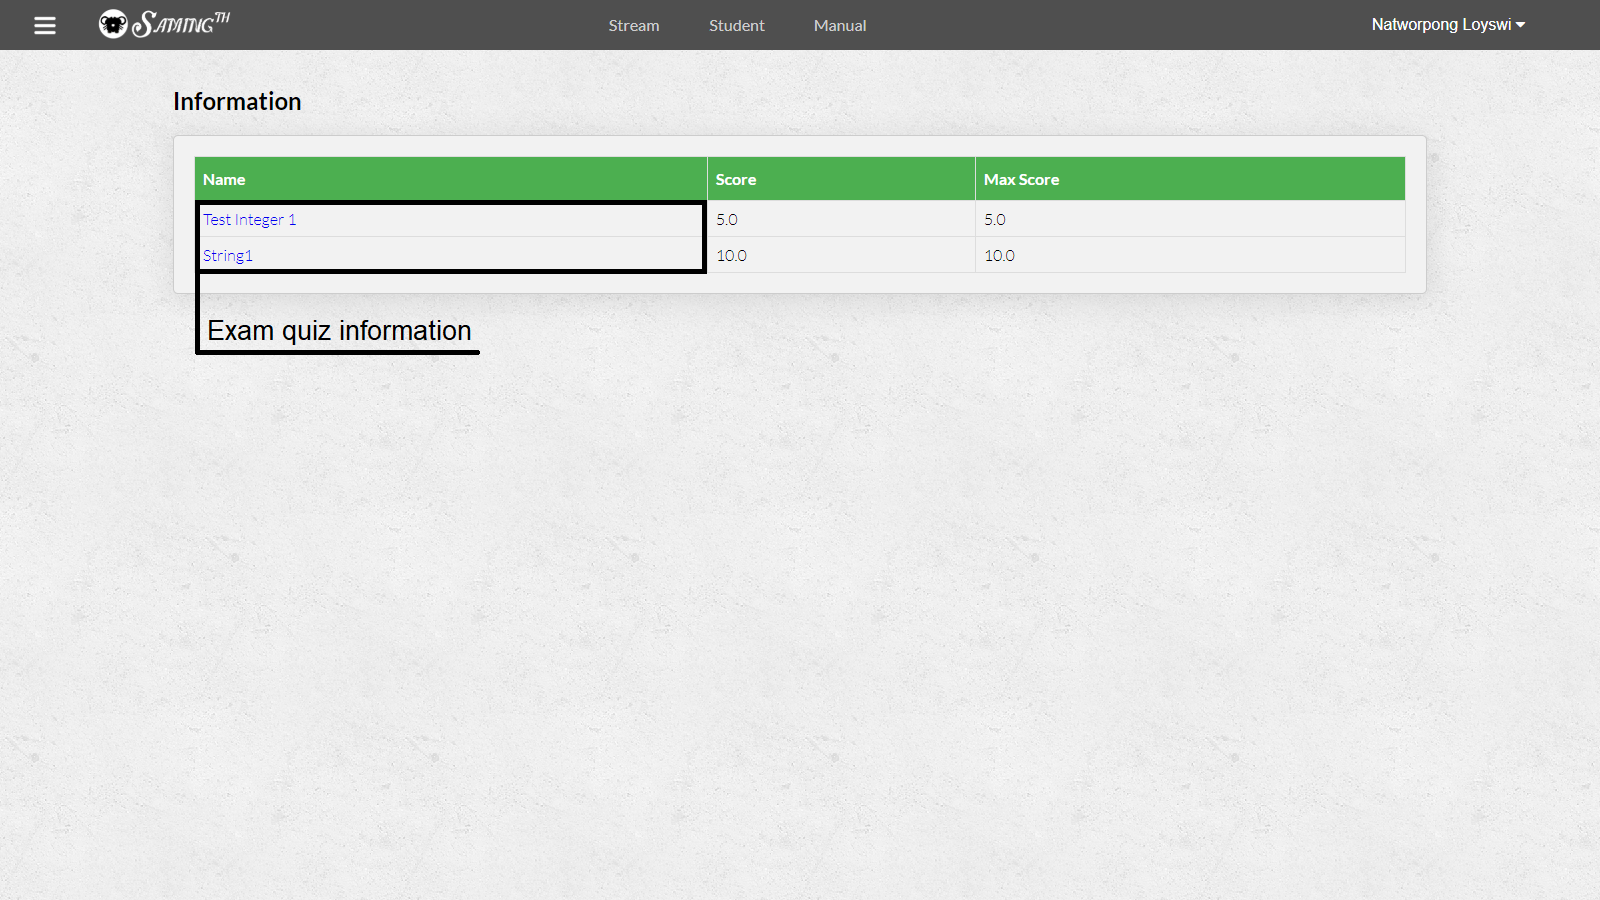 SAMING TH Stream Student Manual Natworpong Loyswi
Information
Name Score Max Score
Test Integer 1 5.0 5.0
String1 10.0 10.0
Exam quiz information